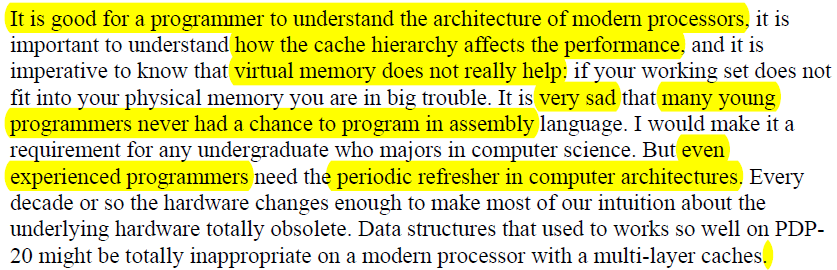 It is good for a programmer to understand the architecture of modern processors, it is
important to understand how the cache hierarchy affects the performance, and it is
imperative to know that virtual memory does not really help: if your working set does not
fit into your physical memory you are in big trouble. It is very sad that many young
programmers never had a chance to program in assembly language. I would make it a
requirement for any undergraduate who majors in computer science. But even
experienced programmers need the periodic refresher in computer architectures. Every
decade or so the hardware changes enough to make most of our intuition about the
underlying hardware totally obsolete. Data structures that used to works so well on PDP-
20 might be totally inappropriate on a modern processor with a multi-layer caches.